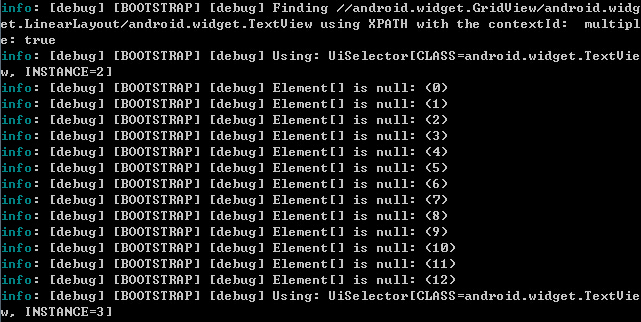 info: [debug] [BOOTSTRAP] [debug] Finding //android.widget.GridView/android.widg
et.LinearLayout/android.widget.TextView using XPATH with the contextId:  multipl
e: true
info: [debug] [BOOTSTRAP] [debug] Using: UiSelector[CLASS=android.widget.TextVie
w, INSTANCE=2]
info: [debug] [BOOTSTRAP] [debug] Element[] is null: (0)
info: [debug] [BOOTSTRAP] [debug] Element[] is null: (1)
info: [debug] [BOOTSTRAP] [debug] Element[] is null: (2)
info: [debug] [BOOTSTRAP] [debug] Element[] is null: (3)
info: [debug] [BOOTSTRAP] [debug] Element[] is null: (4)
info: [debug] [BOOTSTRAP] [debug] Element[] is null: (5)
info: [debug] [BOOTSTRAP] [debug] Element[] is null: (6)
info: [debug] [BOOTSTRAP] [debug] Element[] is null: (7)
info: [debug] [BOOTSTRAP] [debug] Element[] is null: (8)
info: [debug] [BOOTSTRAP] [debug] Element[] is null: (9)
info: [debug] [BOOTSTRAP] [debug] Element[] is null: (10)
info: [debug] [BOOTSTRAP] [debug] Element[] is null: (11)
info: [debug] [BOOTSTRAP] [debug] Element[] is null: (12)
info: [debug] [BOOTSTRAP] [debug] Using: UiSelector[CLASS=android.widget.TextVie
w, INSTANCE=3]